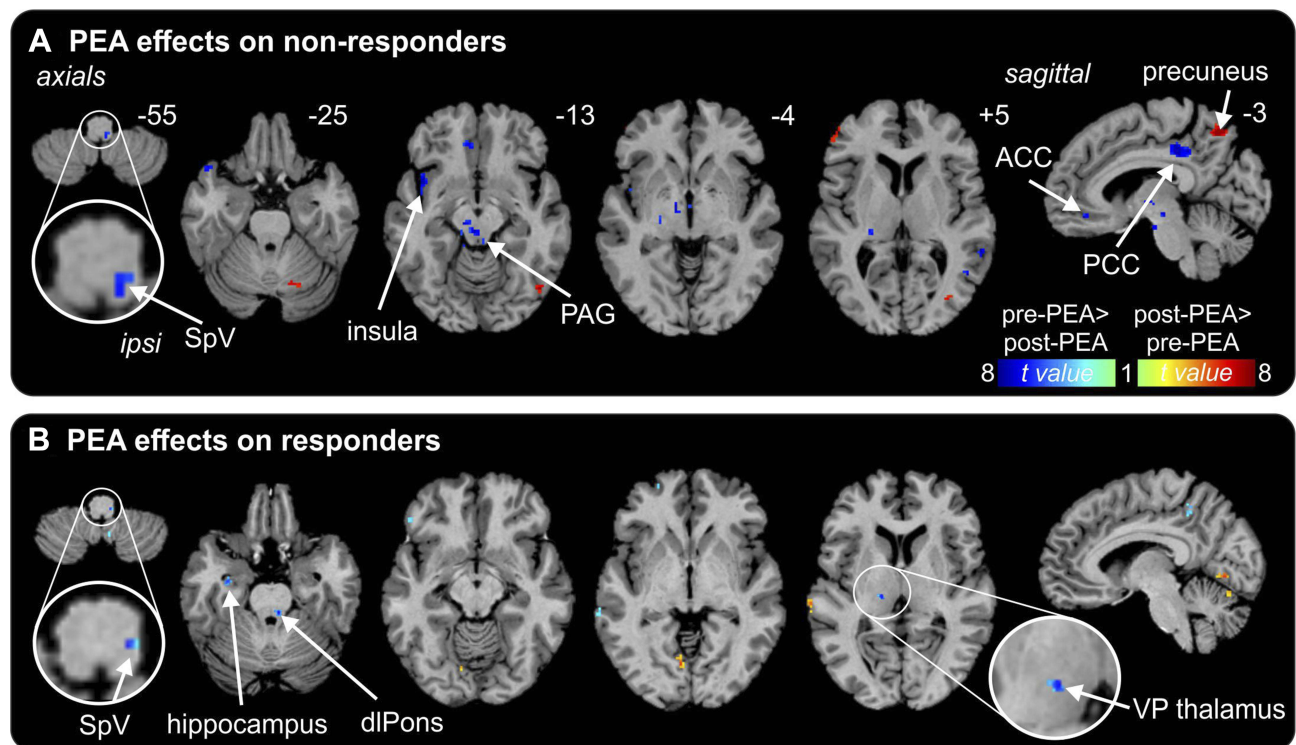 A PEA effects on non-responders
axials
sagittal
precuneus
-55
-25
-13
-4
+5
-3
ACC
PCC
insula
PAG
ipsi
SpV
pre-PEA>
post-PEA
post-PEA>
pre-PEA
8 t value 1 t value 8
B PEA effects on responders
SpV
hippocampus
dlPons
VP thalamus